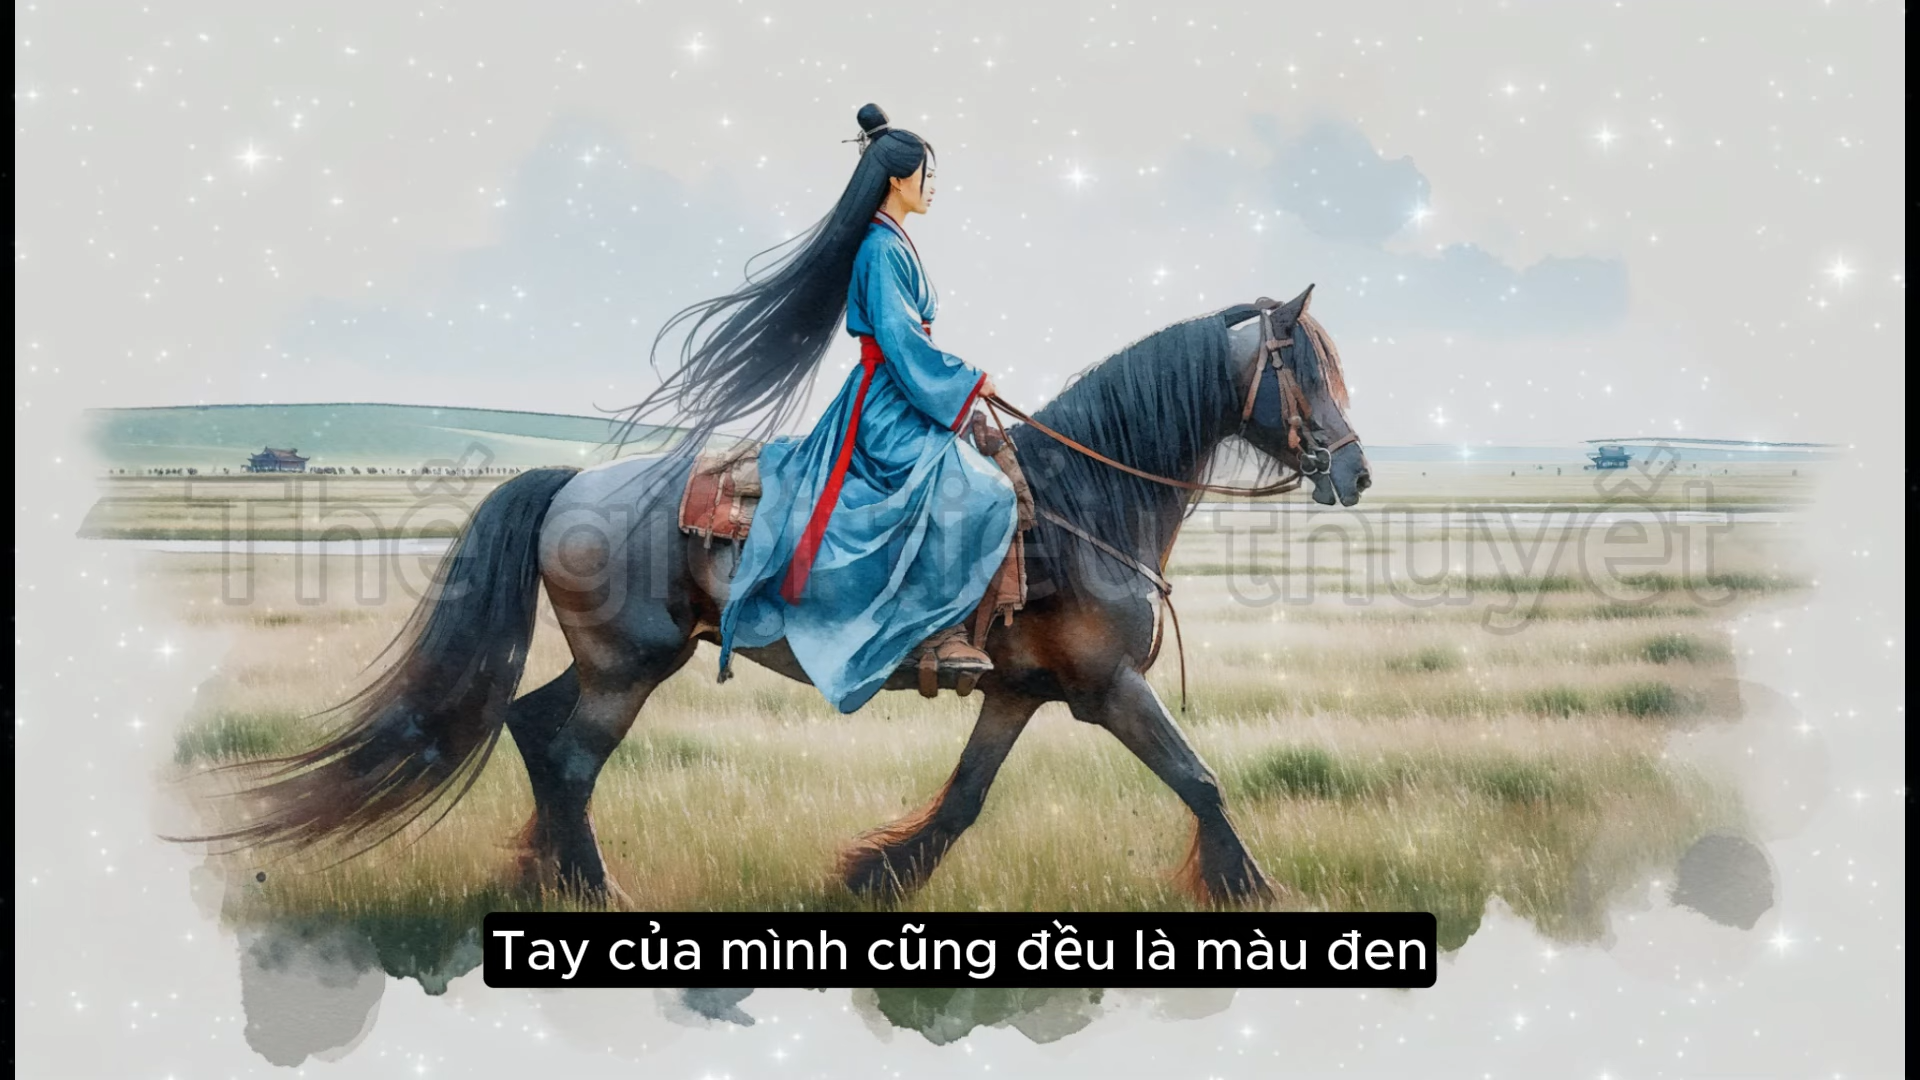 Thế giới tiểu thuyết
Tay của mình cũng đều là màu đen